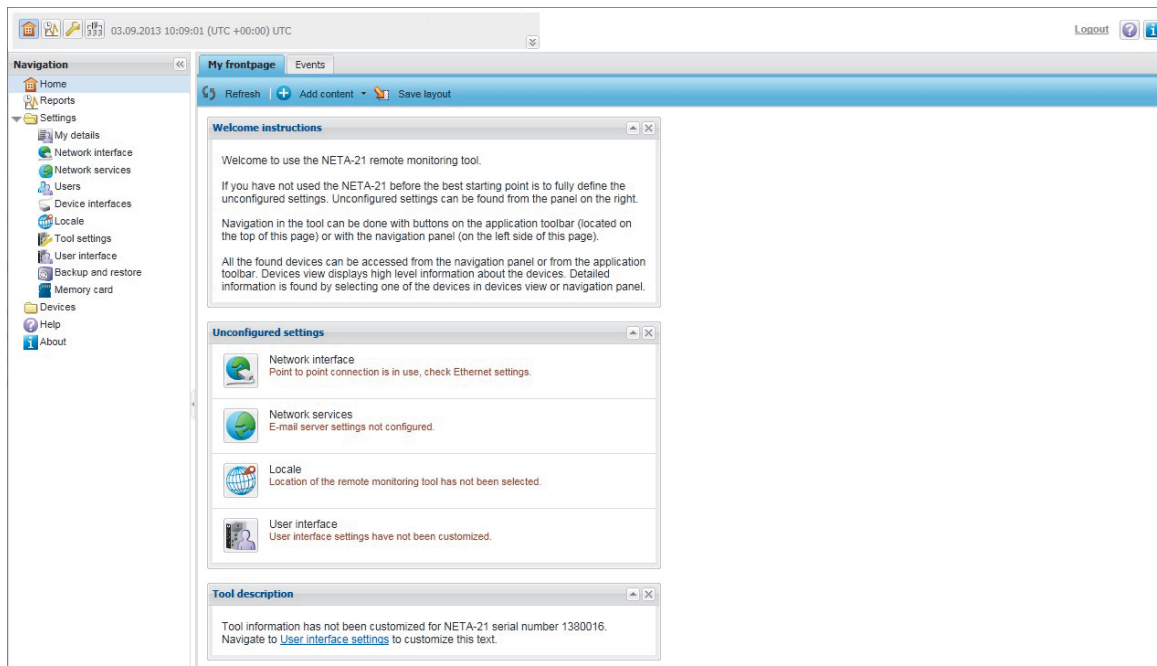 03.09.2013 10:09:01 (UTC +00:00) UTC
Logout
Navigation
Home
Reports
Settings
My details
Network interface
Network services
Users
Device interfaces
Locale
Tool settings
User interface
Backup and restore
Memory card
Devices
Help
About
My frontpage Events
Refresh Add content Save layout
Welcome instructions
Welcome to use the NETA-21 remote monitoring tool.
If you have not used the NETA-21 before the best starting point is to fully define the
unconfigured settings. Unconfigured settings can be found from the panel on the right.
Navigation in the tool can be done with buttons on the application toolbar (located on
the top of this page) or with the navigation panel (on the left side of this page).
All the found devices can be accessed from the navigation panel or from the application
toolbar. Devices view displays high level information about the devices. Detailed
information is found by selecting one of the devices in devices view or navigation panel.
Unconfigured settings
Network interface
Point to point connection is in use, check Ethernet settings.
Network services
E-mail server settings not configured.
Locale
Location of the remote monitoring tool has not been selected.
User interface
User interface settings have not been customized.
Tool description
Tool information has not been customized for NETA-21 serial number 1380016.
Navigate to User interface settings to customize this text.